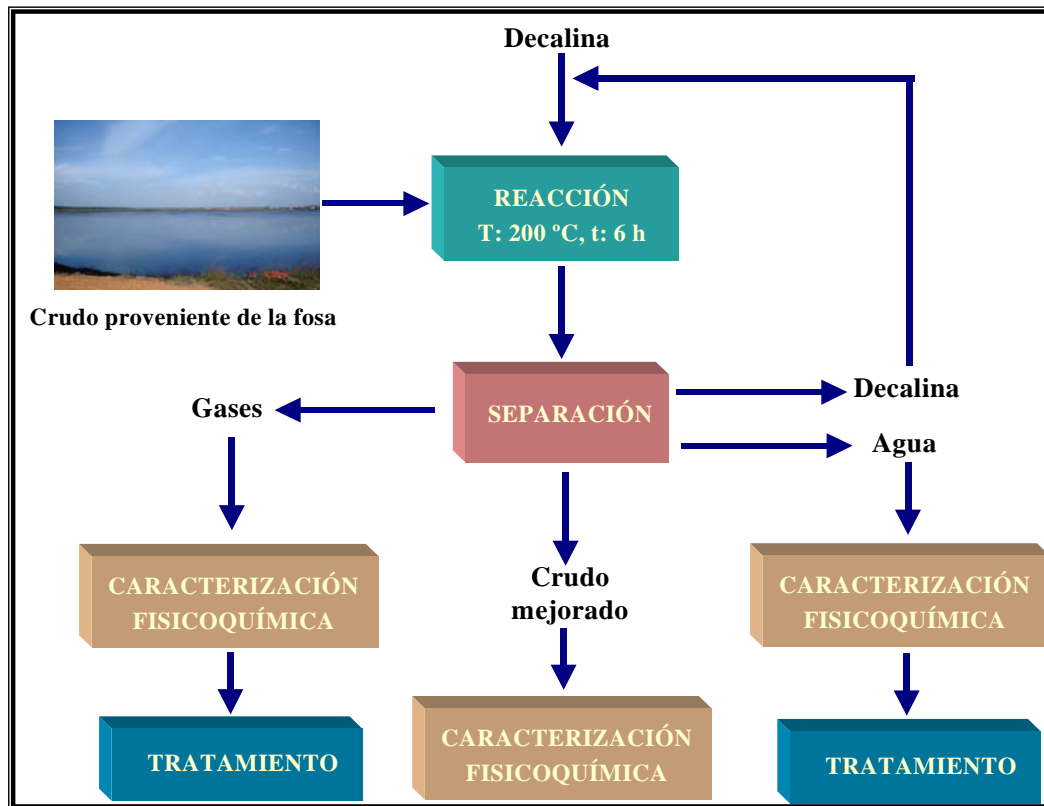 Decalina
REACCIÓN
T: 200 ºC, t: 6 h
Crudo proveniente de la fosa
SEPARACIÓN
Gases
Decalina
Agua
CARACTERIZACIÓN
FISICOQUÍMICA
Crudo
mejorado
CARACTERIZACIÓN
FISICOQUÍMICA
TRATAMIENTO
CARACTERIZACIÓN
FISICOQUÍMICA
TRATAMIENTO